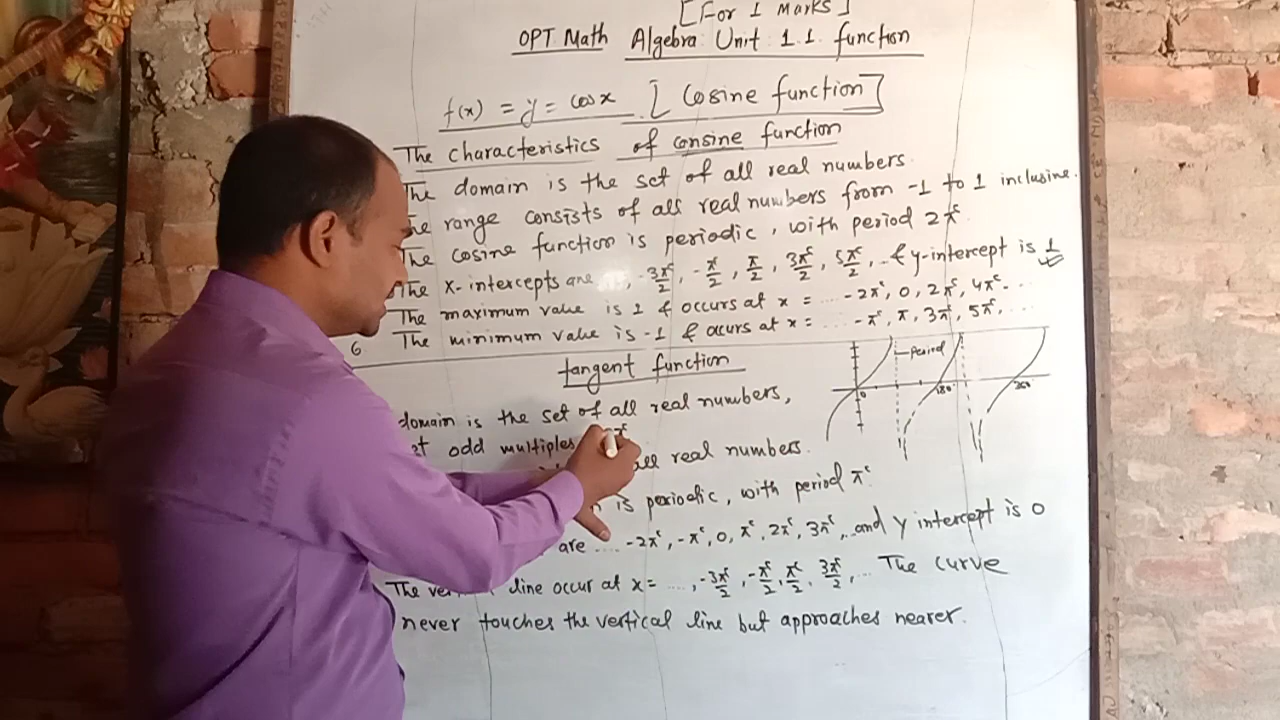 [For 1 Marks]
OPT Math Algebra Unit 1.1. function
f(x) = y = cos x [Cosine function]
The characteristics of consine function
The domain is the set of all real numbers.
The range consists of all real numbers from -1 to 1 inclusine.
The cosine function is periodic, with period 2π^c.
The x-intercepts are -3π^c/2, -π^c/2, π^c/2, 3π^c/2, 5π^c/2, .. & y-intercept is 1
The maximum value is 1 & occurs at x = .... -2π^c, 0, 2π^c, 4π^c...
6 The minimum value is -1 & occurs at x = .... -π^c, π, 3π^c, 5π^c, ...
tangent function
period
0 180° 360°
domain is the set of all real numbers,
odd multiples
all real numbers.
is periodic, with period π^c.
are .... -2π^c, -π^c, 0, π^c, 2π^c, 3π^c, ... and y intercept is 0
The line occur at x = ...., -3π^c/2, -π^c/2, π^c/2, 3π^c/2, ... The curve
never touches the vertical line but approaches nearer.